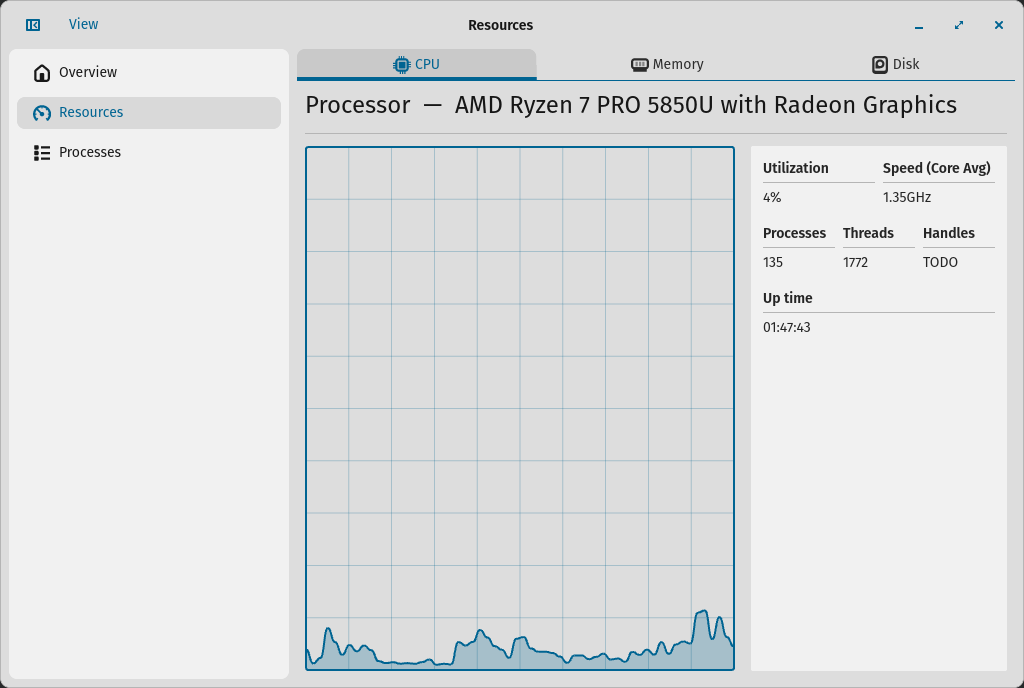 View
Resources
Overview
Resources
Processes
CPU
Memory
Disk
Processor — AMD Ryzen 7 PRO 5850U with Radeon Graphics
Utilization
Speed (Core Avg)
4%
1.35GHz
Processes
Threads
Handles
135
1772
TODO
Up time
01:47:43